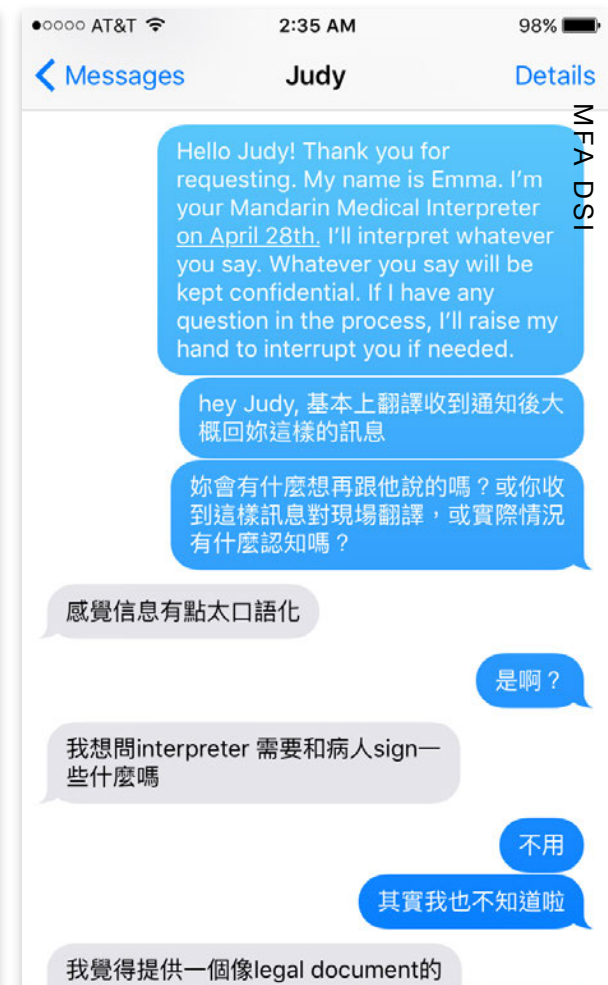 ●○○○○ AT&T 2:35 AM 98%
Messages Judy Details
MFA DSI
Hello Judy! Thank you for
requesting. My name is Emma. I'm
your Mandarin Medical Interpreter
on April 28th. I'll interpret whatever
you say. Whatever you say will be
kept confidential. If I have any
question in the process, I'll raise my
hand to interrupt you if needed.
hey Judy, 基本上翻譯收到通知後大
概回妳這樣的訊息
妳會有什麼想再跟他說的嗎？或你收
到這樣訊息對現場翻譯，或實際情況
有什麼認知嗎？
感覺信息有點太口語化
是啊？
我想問interpreter 需要和病人sign一
些什麼嗎
不用
其實我也不知道啦
我覺得提供一個像legal document的